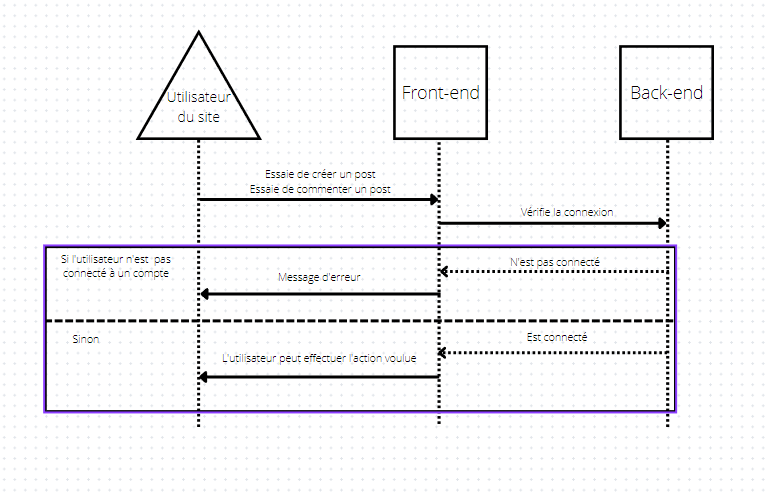 Utilisateur
du site
Front-end
Back-end
Essaie de créer un post
Essaie de commenter un post
Vérifie la connexion
Si l'utilisateur n'est pas
connecté à un compte
N'est pas connecté
Message d'erreur
Sinon
Est connecté
L'utilisateur peut effectuer l'action voulue